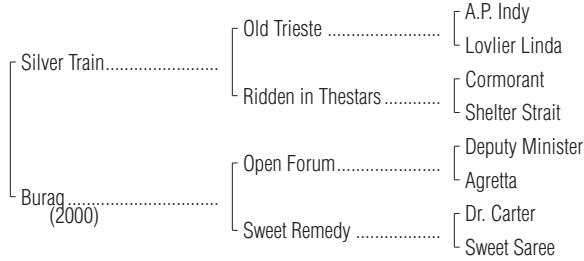 A.P. Indy
Old Trieste ....................
Lovlier Linda
Silver Train.......................
Cormorant
Ridden in Thestars ..........
Shelter Strait
Deputy Minister
Open Forum...................
Agretta
Buraq ..............................
(2000)
Dr. Carter
Sweet Remedy ...............
Sweet Saree